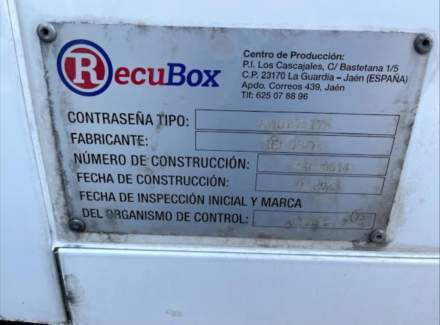 RecuBox
Centro de Producción:
P.I. Los Cascajales, C/ Bastetana 1/5
C.P. 23170 La Guardia - Jaén (ESPAÑA)
Apdo. Correos 439, Jaén
Tlf: 625 07 88 96
CONTRASEÑA TIPO:
FABRICANTE:
NÚMERO DE CONSTRUCCIÓN:
FECHA DE CONSTRUCCIÓN:
FECHA DE INSPECCIÓN INICIAL Y MARCA
DEL ORGANISMO DE CONTROL: